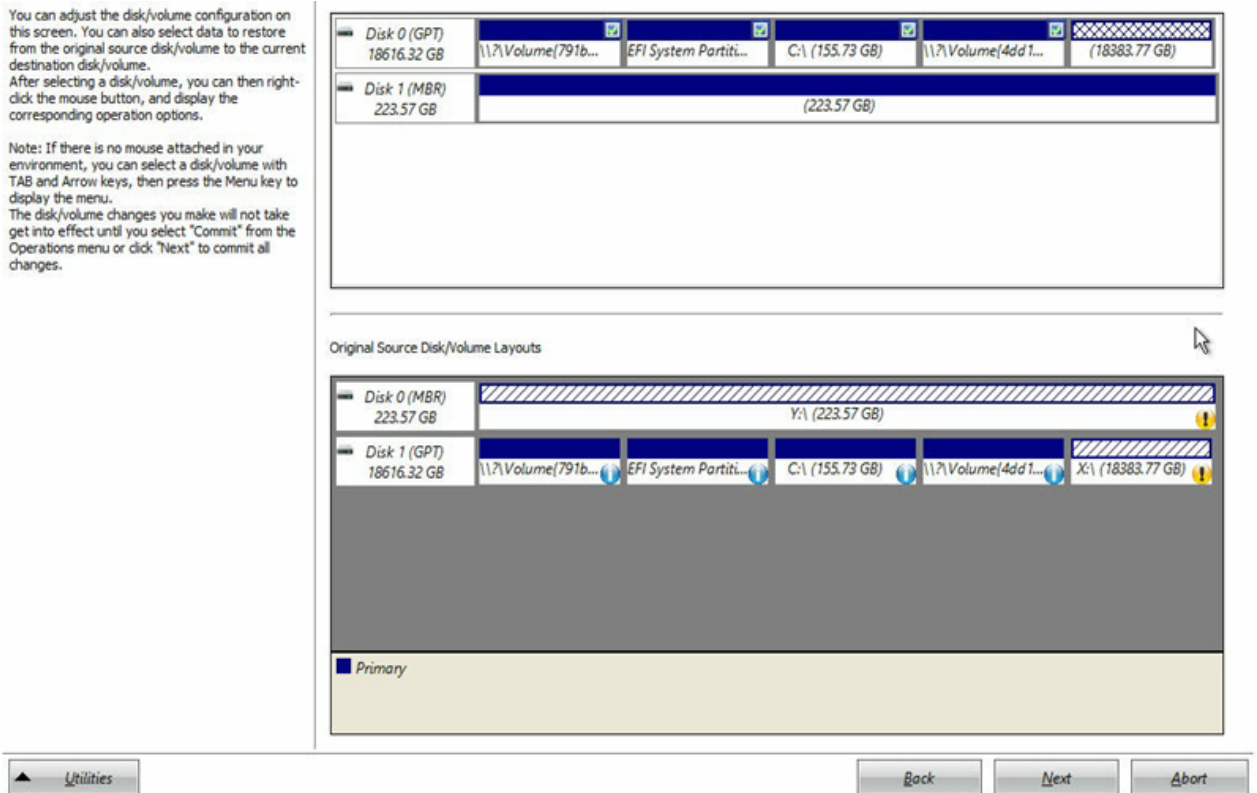 You can adjust the disk/volume configuration on
this screen. You can also select data to restore
from the original source disk/volume to the current
destination disk/volume.
After selecting a disk/volume, you can then right-
click the mouse button, and display the
corresponding operation options.
Note: If there is no mouse attached in your
environment, you can select a disk/volume with
TAB and Arrow keys, then press the Menu key to
display the menu.
The disk/volume changes you make will not take
get into effect until you select "Commit" from the
Operations menu or click "Next" to commit all
changes.
Disk 0 (GPT)
18616.32 GB
\\?\Volume{791b...
EFI System Partiti...
C:\ (155.73 GB)
\\?\Volume{4dd1...
(18383.77 GB)
Disk 1 (MBR)
223.57 GB
(223.57 GB)
Original Source Disk/Volume Layouts
Disk 0 (MBR)
223.57 GB
Y:\ (223.57 GB)
Disk 1 (GPT)
18616.32 GB
\\?\Volume{791b...
EFI System Partiti...
C:\ (155.73 GB)
\\?\Volume{4dd1...
X:\ (18383.77 GB)
Primary
Utilities
Back
Next
Abort